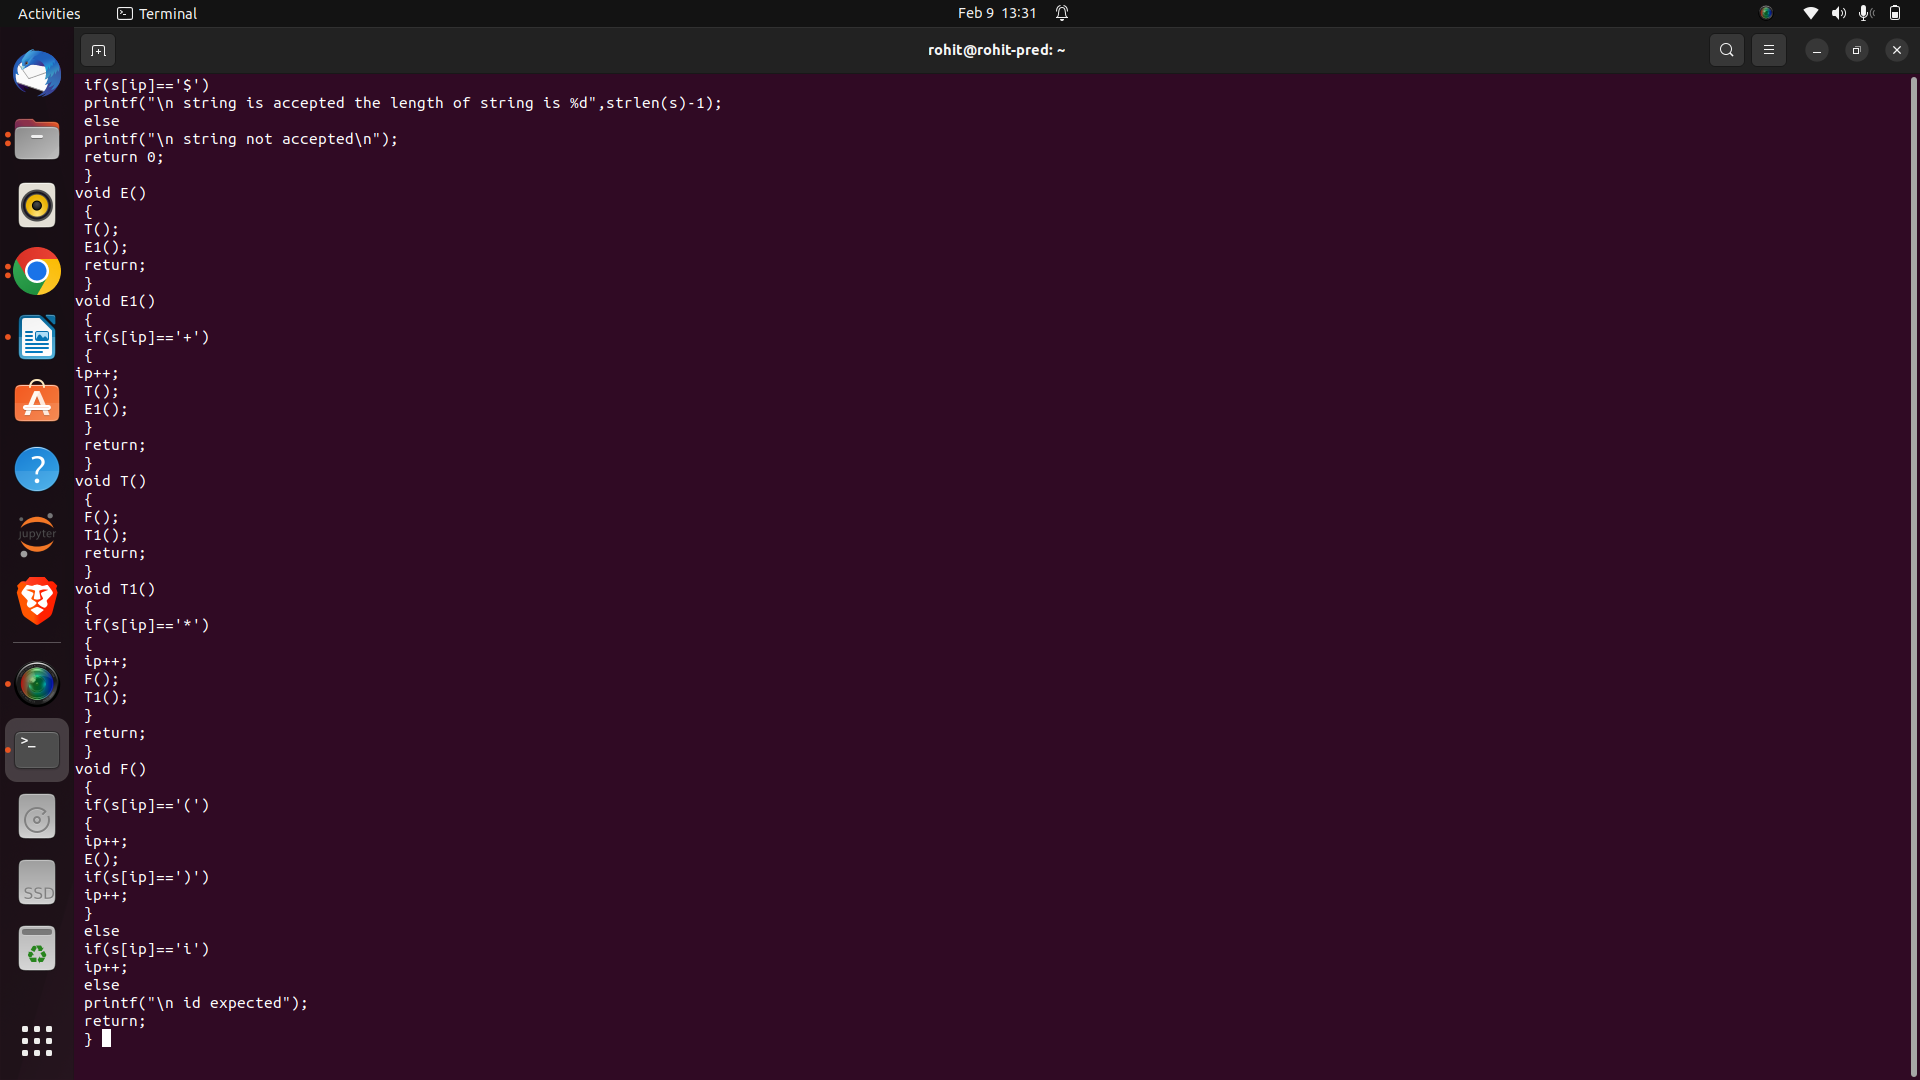 Activities
Terminal
Feb 9 13:31
rohit@rohit-pred: ~
if(s[ip]=='$')
printf("\n string is accepted the length of string is %d",strlen(s)-1);
else
printf("\n string not accepted\n");
return 0;
}
void E()
{
T();
E1();
return;
}
void E1()
{
if(s[ip]=='+')
{
ip++;
T();
E1();
}
return;
}
void T()
{
F();
T1();
return;
}
void T1()
{
if(s[ip]=='*')
{
ip++;
F();
T1();
}
return;
}
void F()
{
if(s[ip]=='(')
{
ip++;
E();
if(s[ip]==')')
ip++;
}
else
if(s[ip]=='i')
ip++;
else
printf("\n id expected");
return;
}
jupyter
>_
SSD